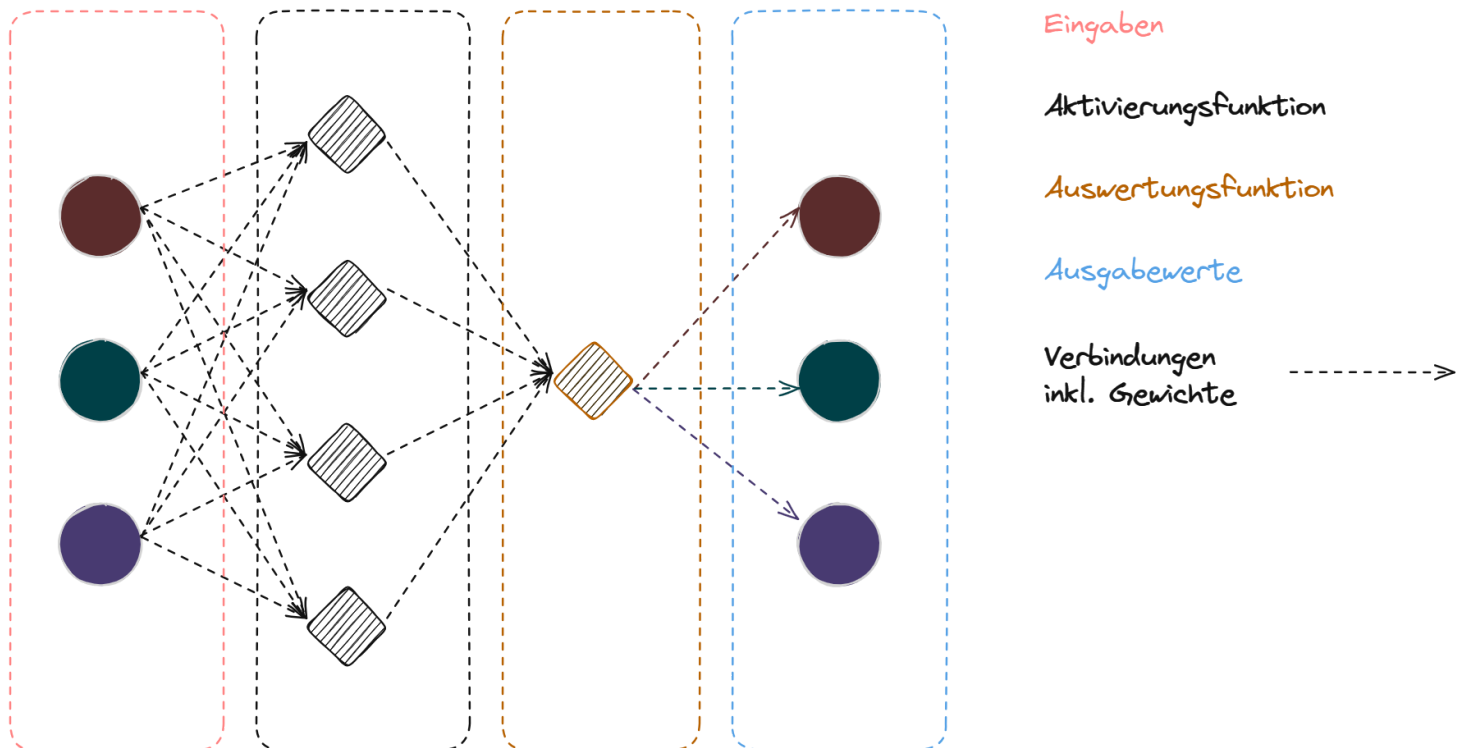 Eingaben
Aktivierungsfunktion
Auswertungsfunktion
Ausgabewerte
Verbindungen
inkl. Gewichte